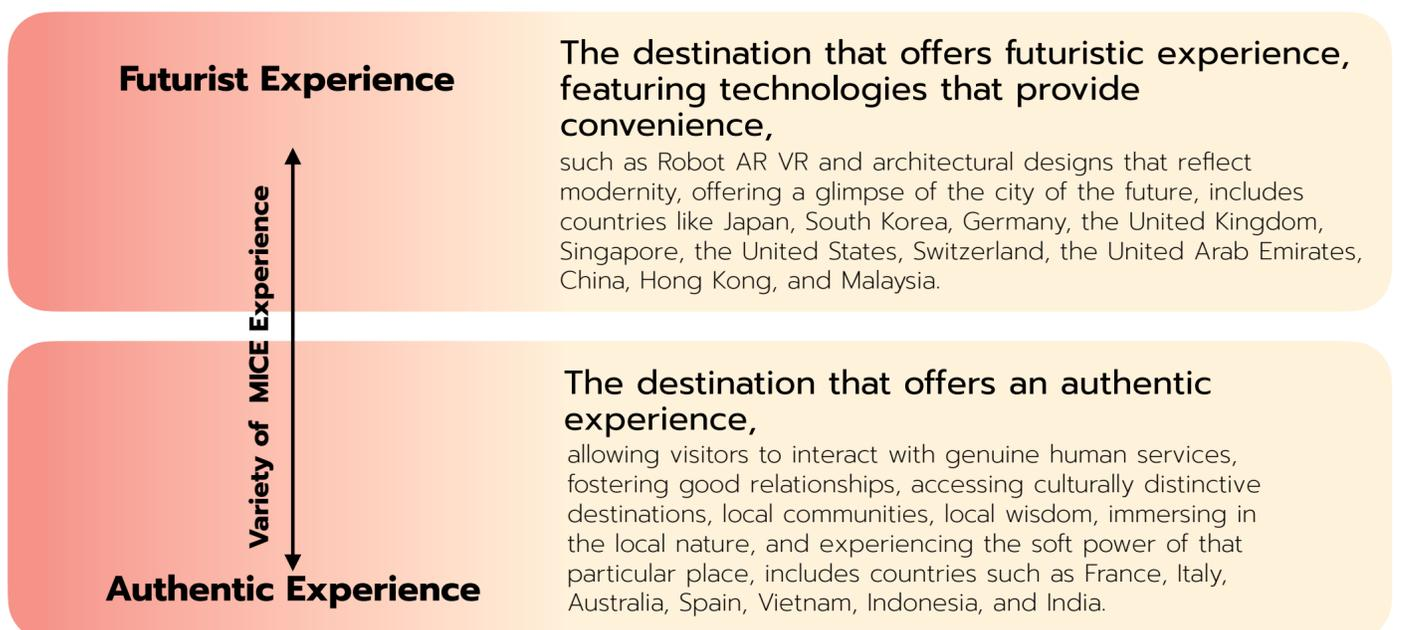 Futurist Experience
The destination that offers futuristic experience,
featuring technologies that provide
convenience,
such as Robot AR VR and architectural designs that reflect
modernity, offering a glimpse of the city of the future, includes
countries like Japan, South Korea, Germany, the United Kingdom,
Singapore, the United States, Switzerland, the United Arab Emirates,
China, Hong Kong, and Malaysia.
Variety of MICE Experience
Authentic Experience
The destination that offers an authentic
experience,
allowing visitors to interact with genuine human services,
fostering good relationships, accessing culturally distinctive
destinations, local communities, local wisdom, immersing in
the local nature, and experiencing the soft power of that
particular place, includes countries such as France, Italy,
Australia, Spain, Vietnam, Indonesia, and India.